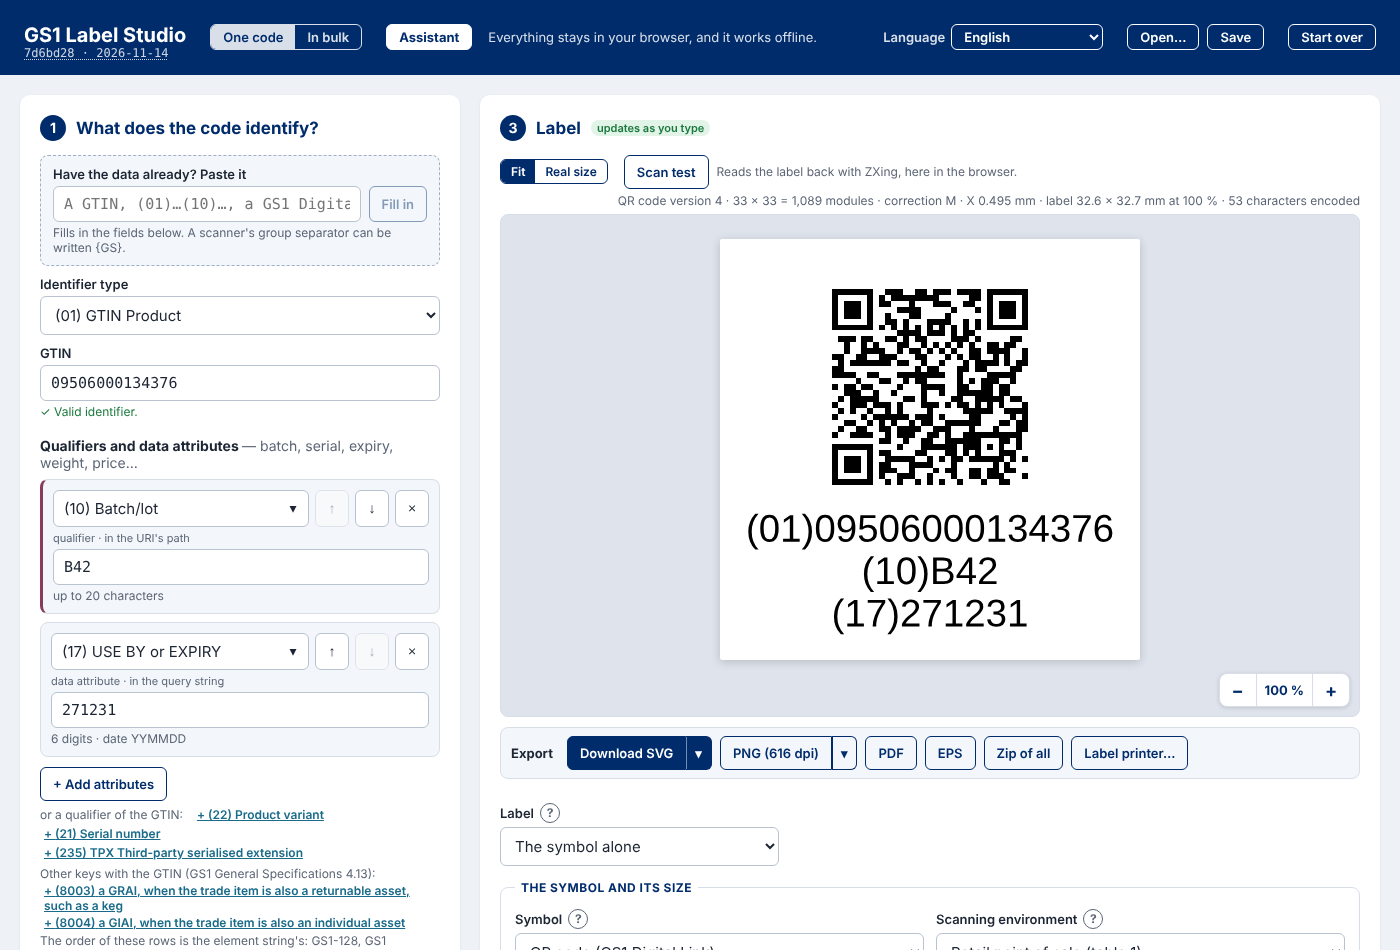 GS1 Label Studio
7d6bd28 · 2026-11-14
One code
In bulk
Assistant
Everything stays in your browser, and it works offline.
Language
English
Open...
Save
Start over
1 What does the code identify?
Have the data already? Paste it
A GTIN, (01)…(10)…, a GS1 Digita
Fill in
Fills in the fields below. A scanner's group separator can be
written {GS}.
Identifier type
(01) GTIN Product
GTIN
09506000134376
✓ Valid identifier.
Qualifiers and data attributes — batch, serial, expiry,
weight, price...
(10) Batch/lot ▼ ↑ ↓ ×
qualifier · in the URI's path
B42
up to 20 characters
(17) USE BY or EXPIRY ▼ ↑ ↓ ×
data attribute · in the query string
271231
6 digits · date YYMMDD
+ Add attributes
or a qualifier of the GTIN: + (22) Product variant
+ (21) Serial number
+ (235) TPX Third-party serialised extension
Other keys with the GTIN (GS1 General Specifications 4.13):
+ (8003) a GRAI, when the trade item is also a returnable asset,
such as a keg
+ (8004) a GIAI, when the trade item is also an individual asset
The order of these rows is the element string's: GS1-128, GS1
3 Label updates as you type
Fit
Real size
Scan test
Reads the label back with ZXing, here in the browser.
QR code version 4 · 33 × 33 = 1,089 modules · correction M · X 0.495 mm · label 32.6 × 32.7 mm at 100 % · 53 characters encoded
(01)09506000134376
(10)B42
(17)271231
− 100 % +
Export
Download SVG ▼
PNG (616 dpi) ▼
PDF
EPS
Zip of all
Label printer...
Label ?
The symbol alone
THE SYMBOL AND ITS SIZE
Symbol ?
Scanning environment ?
QR code (GS1 Digital Link)
Retail point of sale (table 1)